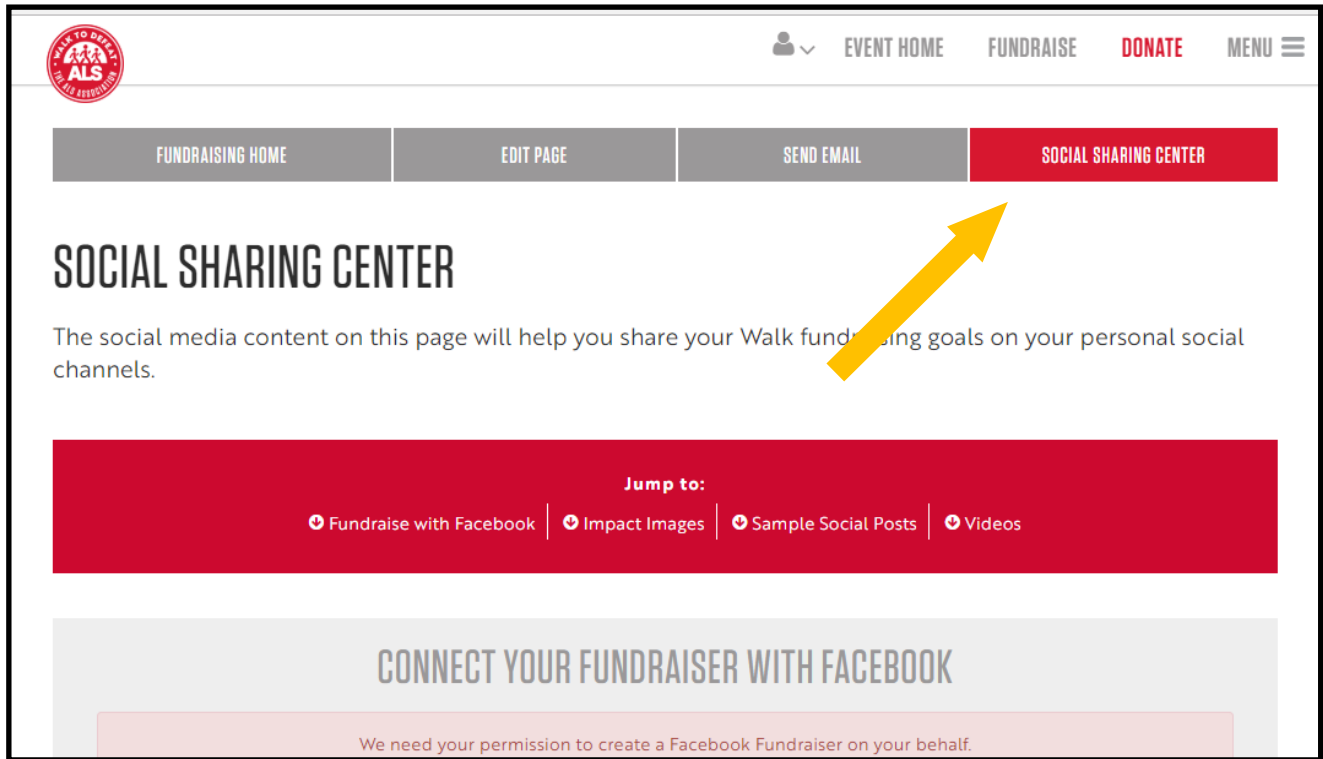 WALK TO DEFEAT
ALS
THE ALS ASSOCIATION
EVENT HOME FUNDRAISE DONATE MENU
FUNDRAISING HOME EDIT PAGE SEND EMAIL SOCIAL SHARING CENTER
SOCIAL SHARING CENTER
The social media content on this page will help you share your Walk fundraising goals on your personal social
channels.
Jump to:
Fundraise with Facebook Impact Images Sample Social Posts Videos
CONNECT YOUR FUNDRAISER WITH FACEBOOK
We need your permission to create a Facebook Fundraiser on your behalf.